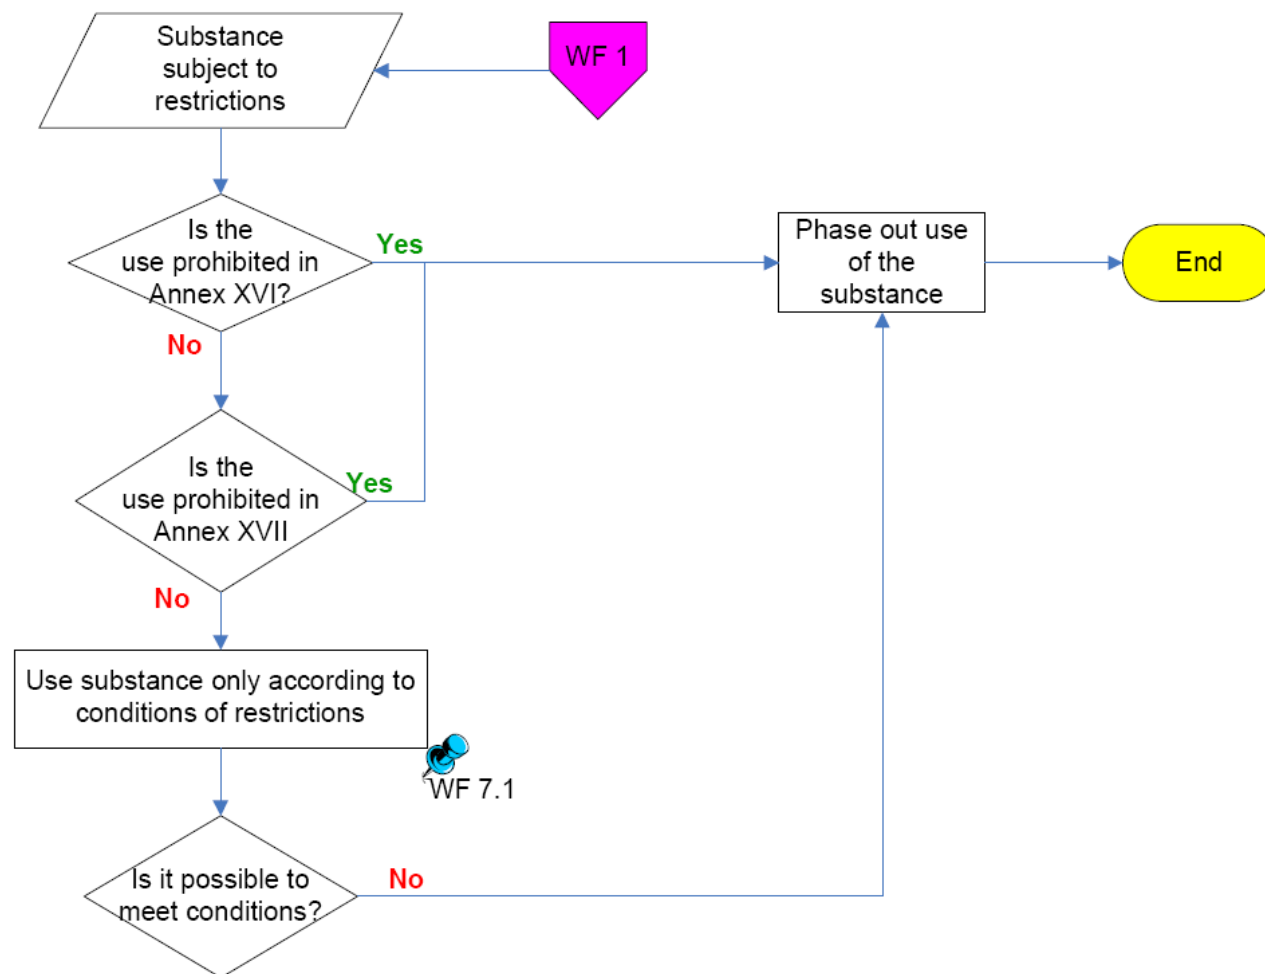 Substance
subject to
restrictions
WF 1
Is the
use prohibited in
Annex XVI?
Yes
No
Phase out use
of the
substance
End
Is the
use prohibited in
Annex XVII
Yes
No
Use substance only according to
conditions of restrictions
WF 7.1
Is it possible to
meet conditions?
No